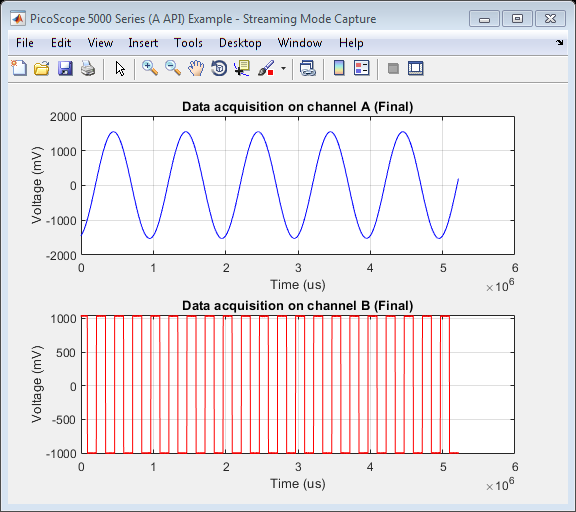 PicoScope 5000 Series (A API) Example - Streaming Mode Capture
File Edit View Insert Tools Desktop Window Help
Data acquisition on channel A (Final)
Voltage (mV)
2000
1000
0
-1000
-2000
0 1 2 3 4 5 6
Time (us)
×10^6
Data acquisition on channel B (Final)
Voltage (mV)
1000
500
0
-500
-1000
0 1 2 3 4 5 6
Time (us)
×10^6